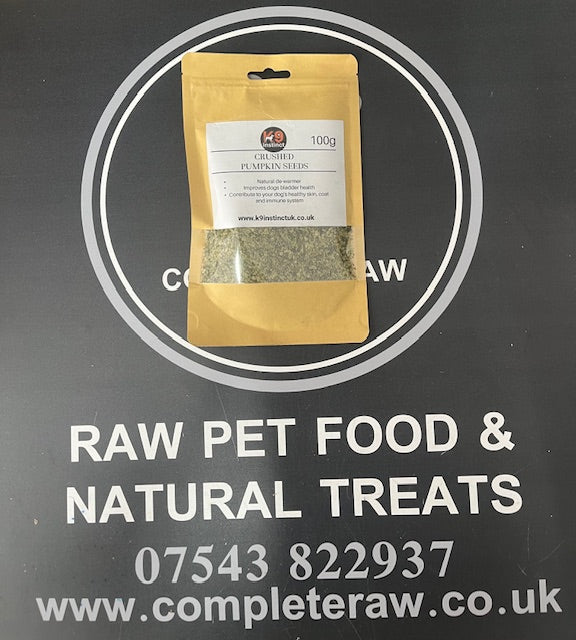 K9
instinct
100g
CRUSHED
PUMPKIN SEEDS
• Natural de-wormer
• Improves dogs bladder health
• Contribute to your dog's healthy skin, coat
and immune system
www.k9instinctuk.co.uk
CO RAW
RAW PET FOOD &
NATURAL TREATS
07543 822937
www.completeraw.co.uk